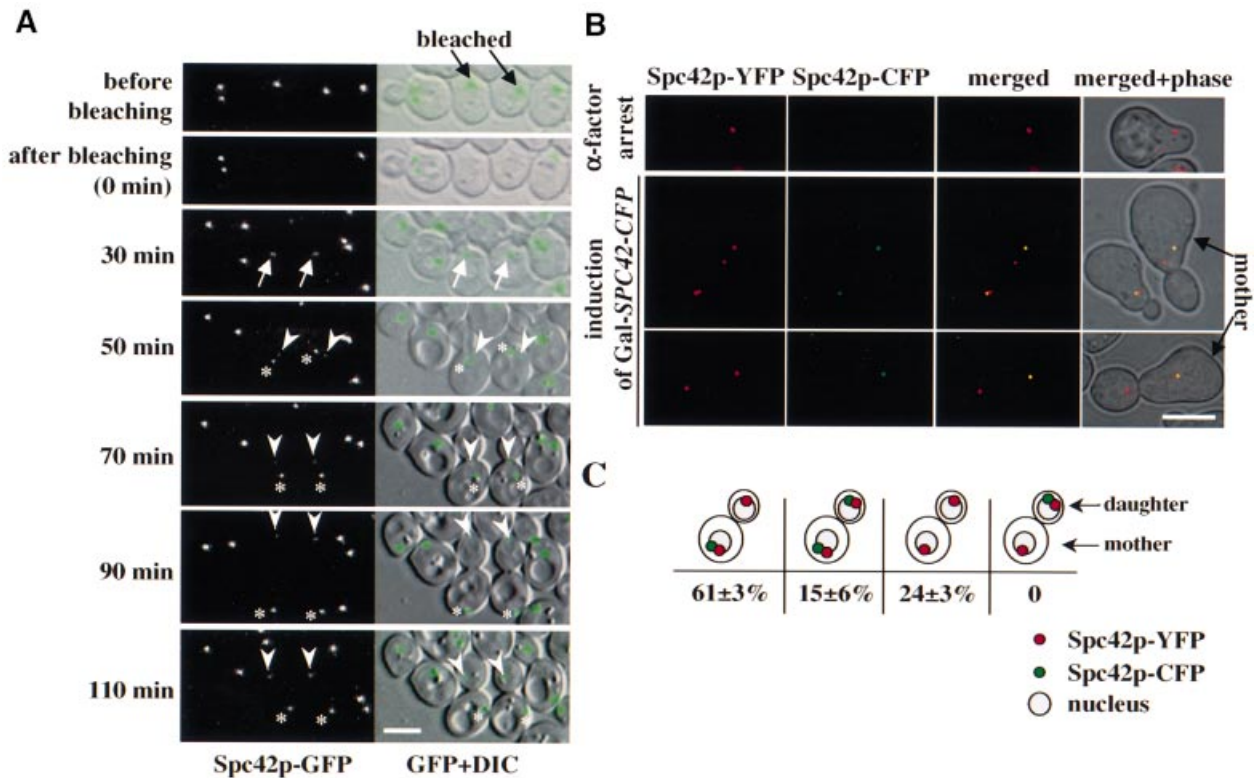 A
bleached
before
bleaching
after bleaching
(0 min)
30 min
50 min
*
*
*
*
70 min
*
*
*
*
90 min
*
*
*
*
110 min
*
*
*
*
Spc42p-GFP
GFP+DIC
B
Spc42p-YFP
Spc42p-CFP
merged
merged+phase
α-factor
arrest
induction
of Gal-SPC42-CFP
mother
C
daughter
mother
61±3%
15±6%
24±3%
0
Spc42p-YFP
Spc42p-CFP
nucleus